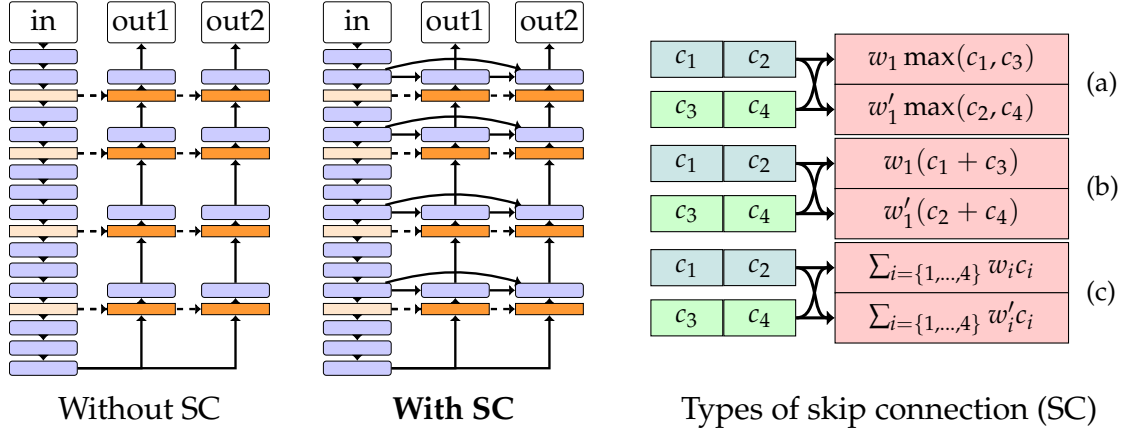 in out1 out2
in out1 out2
c₁ c₂ w₁ max(c₁, c₃)
c₃ c₄ w′₁ max(c₂, c₄)
(a)
c₁ c₂ w₁(c₁ + c₃)
c₃ c₄ w′₁(c₂ + c₄)
(b)
c₁ c₂ ∑ᵢ₌{₁,...,₄} wᵢcᵢ
c₃ c₄ ∑ᵢ₌{₁,...,₄} w′ᵢcᵢ
(c)
Without SC
With SC
Types of skip connection (SC)